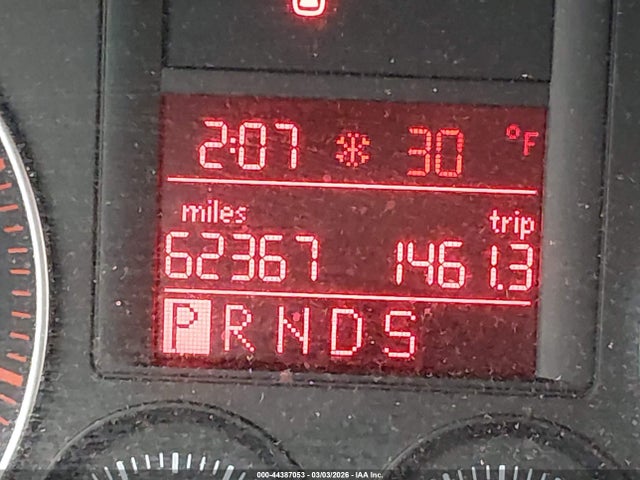 2:07 30 °F
miles trip
62367 1461.3
P R N D S
000-44387053 - 03/03/2026 - IAA Inc.